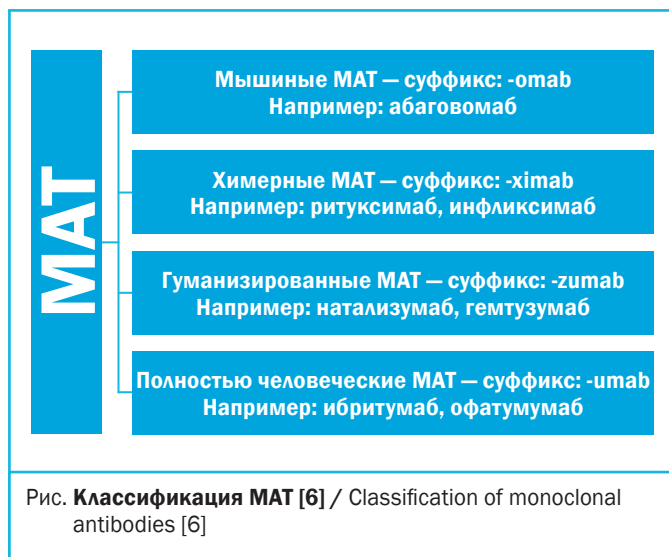 МАТ
Мышиные МАТ — суффикс: -omab
Например: абаговомаб
Химерные МАТ — суффикс: -ximab
Например: ритуксимаб, инфликсимаб
Гуманизированные МАТ — суффикс: -zumab
Например: натализумаб, гемтузумаб
Полностью человеческие МАТ — суффикс: -umab
Например: ибритумаб, офатумумаб
Рис. Классификация МАТ [6] / Classification of monoclonal
antibodies [6]